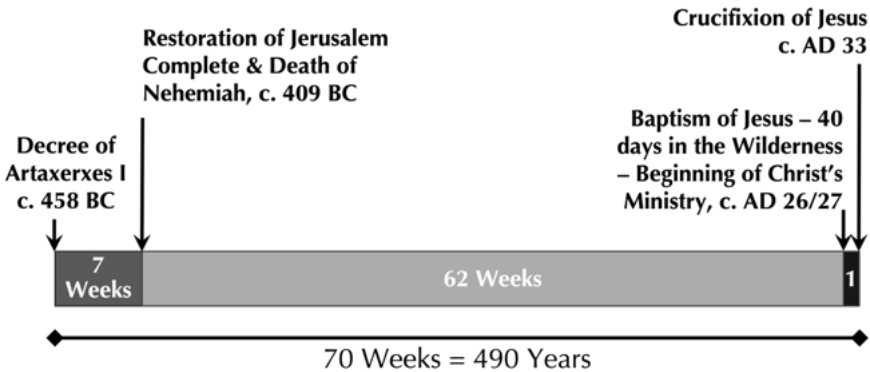 Crucifixion of Jesus
c. AD 33
Restoration of Jerusalem
Complete & Death of
Nehemiah, c. 409 BC
Baptism of Jesus – 40
days in the Wilderness
– Beginning of Christ’s
Ministry, c. AD 26/27
Decree of
Artaxerxes I
c. 458 BC
7
Weeks
62 Weeks
1
70 Weeks = 490 Years